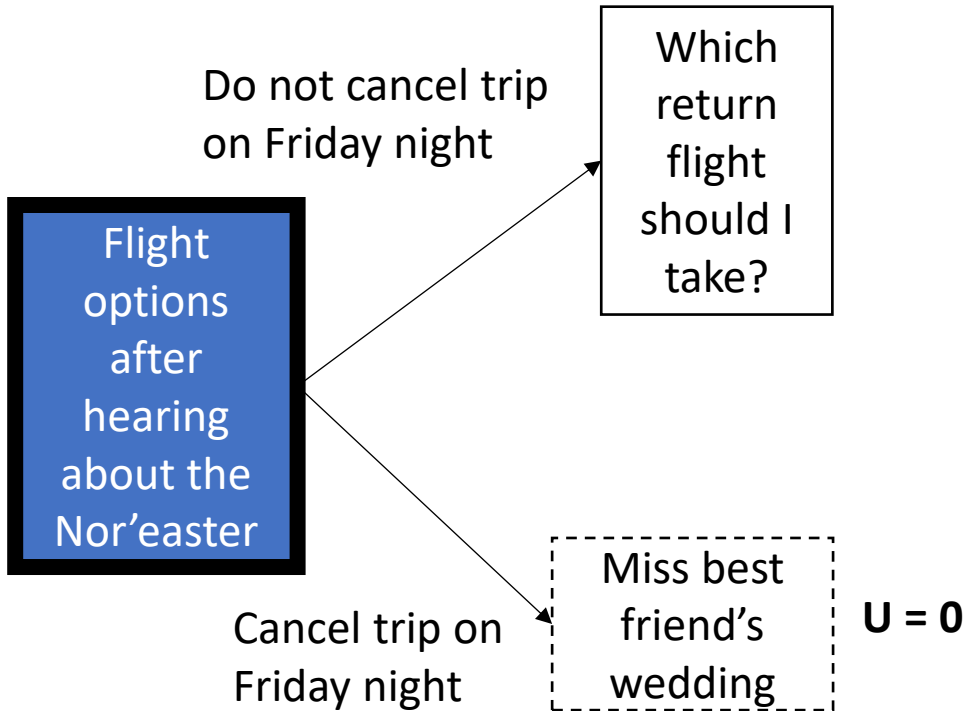 Do not cancel trip
on Friday night
Which
return
flight
should I
take?
Flight
options
after
hearing
about the
Nor’easter
Cancel trip on
Friday night
Miss best
friend’s
wedding
U = 0